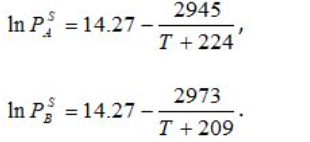 ln P_A^S = 14.27 − 2945 / (T + 224) ,
ln P_B^S = 14.27 − 2973 / (T + 209) .